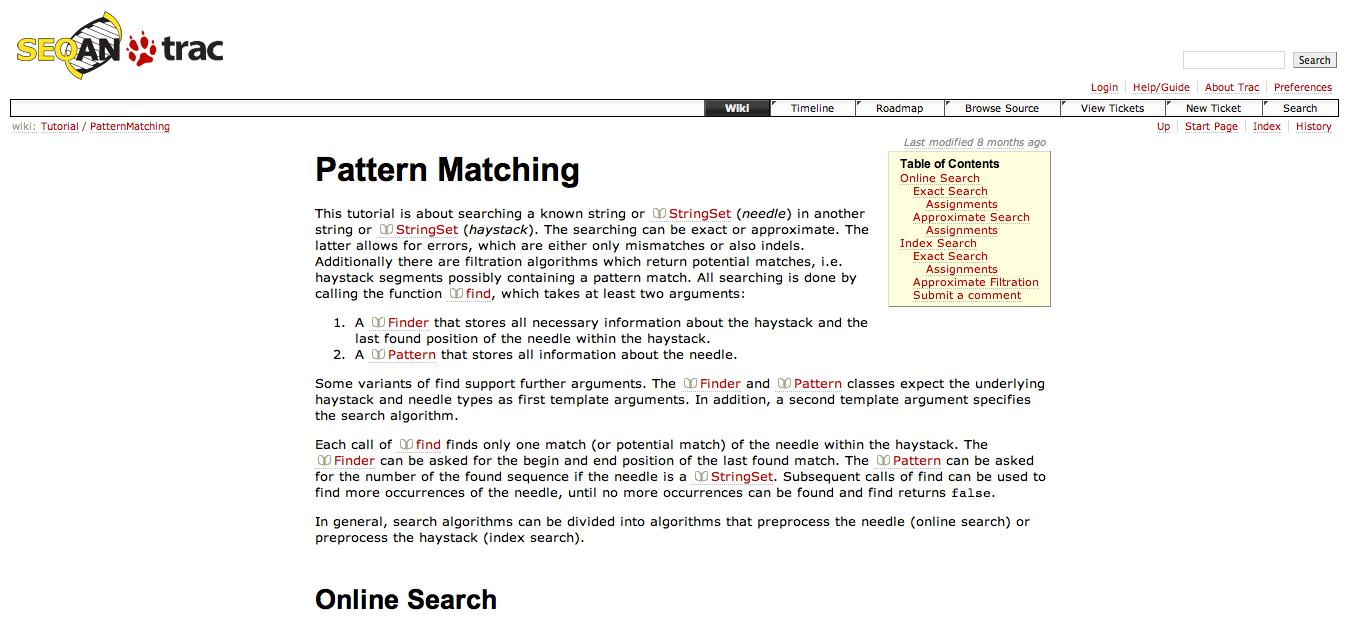 SEQAN trac
Search
Login Help/Guide About Trac Preferences
Wiki Timeline Roadmap Browse Source View Tickets New Ticket Search
wiki: Tutorial / PatternMatching
Up Start Page Index History
Last modified 8 months ago
Pattern Matching
This tutorial is about searching a known string or StringSet (needle) in another
string or StringSet (haystack). The searching can be exact or approximate. The
latter allows for errors, which are either only mismatches or also indels.
Additionally there are filtration algorithms which return potential matches, i.e.
haystack segments possibly containing a pattern match. All searching is done by
calling the function find, which takes at least two arguments:
Table of Contents
Online Search
Exact Search
Assignments
Approximate Search
Assignments
Index Search
Exact Search
Assignments
Approximate Filtration
Submit a comment
1. A Finder that stores all necessary information about the haystack and the
last found position of the needle within the haystack.
2. A Pattern that stores all information about the needle.
Some variants of find support further arguments. The Finder and Pattern classes expect the underlying
haystack and needle types as first template arguments. In addition, a second template argument specifies
the search algorithm.
Each call of find finds only one match (or potential match) of the needle within the haystack. The
Finder can be asked for the begin and end position of the last found match. The Pattern can be asked
for the number of the found sequence if the needle is a StringSet. Subsequent calls of find can be used to
find more occurrences of the needle, until no more occurrences can be found and find returns false.
In general, search algorithms can be divided into algorithms that preprocess the needle (online search) or
preprocess the haystack (index search).
Online Search